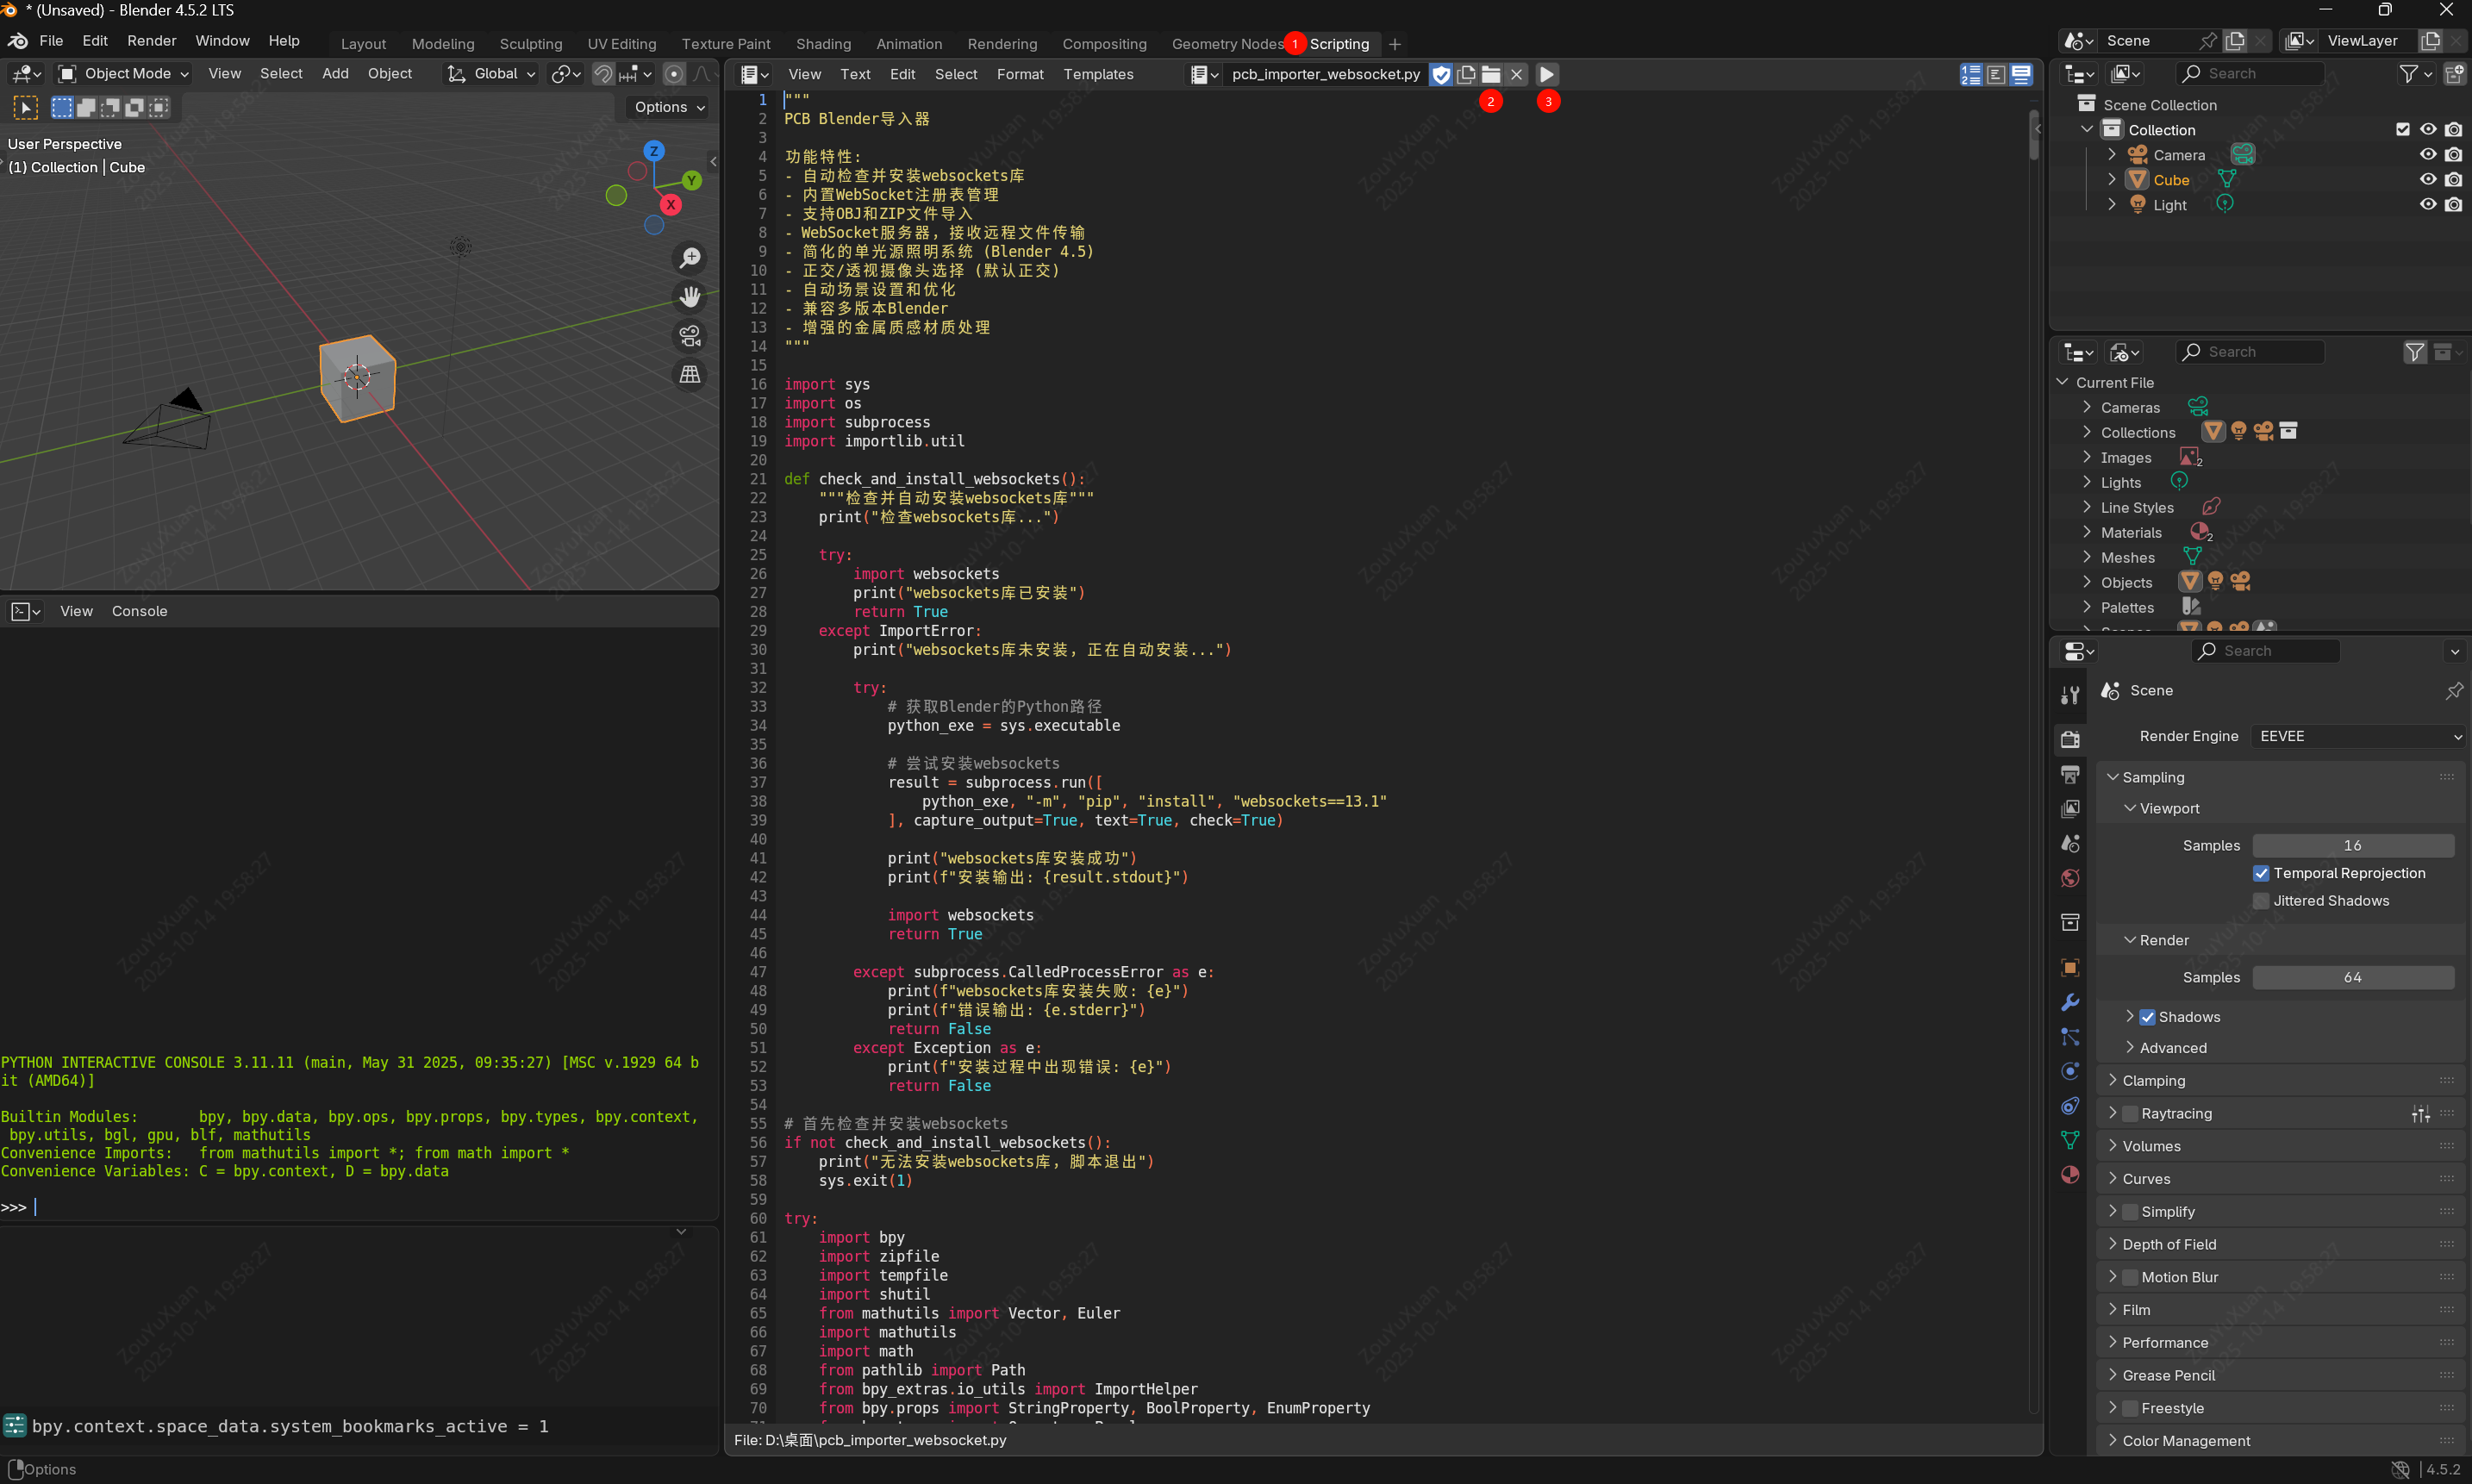 * (Unsaved) - Blender 4.5.2 LTS
File Edit Render Window Help Layout Modeling Sculpting UV Editing Texture Paint Shading Animation Rendering Compositing Geometry Nodes 1 Scripting + Scene ViewLayer
Object Mode View Select Add Object Global
Options
User Perspective
(1) Collection | Cube
Z
Y
X
View Console
PYTHON INTERACTIVE CONSOLE 3.11.11 (main, May 31 2025, 09:35:27) [MSC v.1929 64 b
it (AMD64)]
Builtin Modules:       bpy, bpy.data, bpy.ops, bpy.props, bpy.types, bpy.context,
bpy.utils, bgl, gpu, blf, mathutils
Convenience Imports:   from mathutils import *; from math import *
Convenience Variables: C = bpy.context, D = bpy.data
>>>
bpy.context.space_data.system_bookmarks_active = 1
Options
View Text Edit Select Format Templates pcb_importer_websocket.py
2 3
1 """
2 PCB Blender导入器
3
4 功能特性:
5 - 自动检查并安装websockets库
6 - 内置WebSocket注册表管理
7 - 支持OBJ和ZIP文件导入
8 - WebSocket服务器，接收远程文件传输
9 - 简化的单光源照明系统 (Blender 4.5)
10 - 正交/透视摄像头选择 (默认正交)
11 - 自动场景设置和优化
12 - 兼容多版本Blender
13 - 增强的金属质感材质处理
14 """
15
16 import sys
17 import os
18 import subprocess
19 import importlib.util
20
21 def check_and_install_websockets():
22     """检查并自动安装websockets库"""
23     print("检查websockets库...")
24
25     try:
26         import websockets
27         print("websockets库已安装")
28         return True
29     except ImportError:
30         print("websockets库未安装，正在自动安装...")
31
32         try:
33             # 获取Blender的Python路径
34             python_exe = sys.executable
35
36             # 尝试安装websockets
37             result = subprocess.run([
38                 python_exe, "-m", "pip", "install", "websockets==13.1"
39             ], capture_output=True, text=True, check=True)
40
41             print("websockets库安装成功")
42             print(f"安装输出: {result.stdout}")
43
44             import websockets
45             return True
46
47         except subprocess.CalledProcessError as e:
48             print(f"websockets库安装失败: {e}")
49             print(f"错误输出: {e.stderr}")
50             return False
51         except Exception as e:
52             print(f"安装过程中出现错误: {e}")
53             return False
54
55 # 首先检查并安装websockets
56 if not check_and_install_websockets():
57     print("无法安装websockets库，脚本退出")
58     sys.exit(1)
59
60 try:
61     import bpy
62     import zipfile
63     import tempfile
64     import shutil
65     from mathutils import Vector, Euler
66     import mathutils
67     import math
68     from pathlib import Path
69     from bpy_extras.io_utils import ImportHelper
70     from bpy.props import StringProperty, BoolProperty, EnumProperty
File: D:\桌面\pcb_importer_websocket.py
Search
Scene Collection
Collection
Camera
Cube
Light
Search
Current File
Cameras
Collections
Images 2
Lights
Line Styles
Materials 2
Meshes
Objects
Palettes
Search
Scene
Render Engine EEVEE
Sampling
Viewport
Samples 16
Temporal Reprojection
Jittered Shadows
Render
Samples 64
Shadows
Advanced
Clamping
Raytracing
Volumes
Curves
Simplify
Depth of Field
Motion Blur
Film
Performance
Grease Pencil
Freestyle
Color Management
4.5.2
ZouYuXuan
2025-10-14 19:58:27